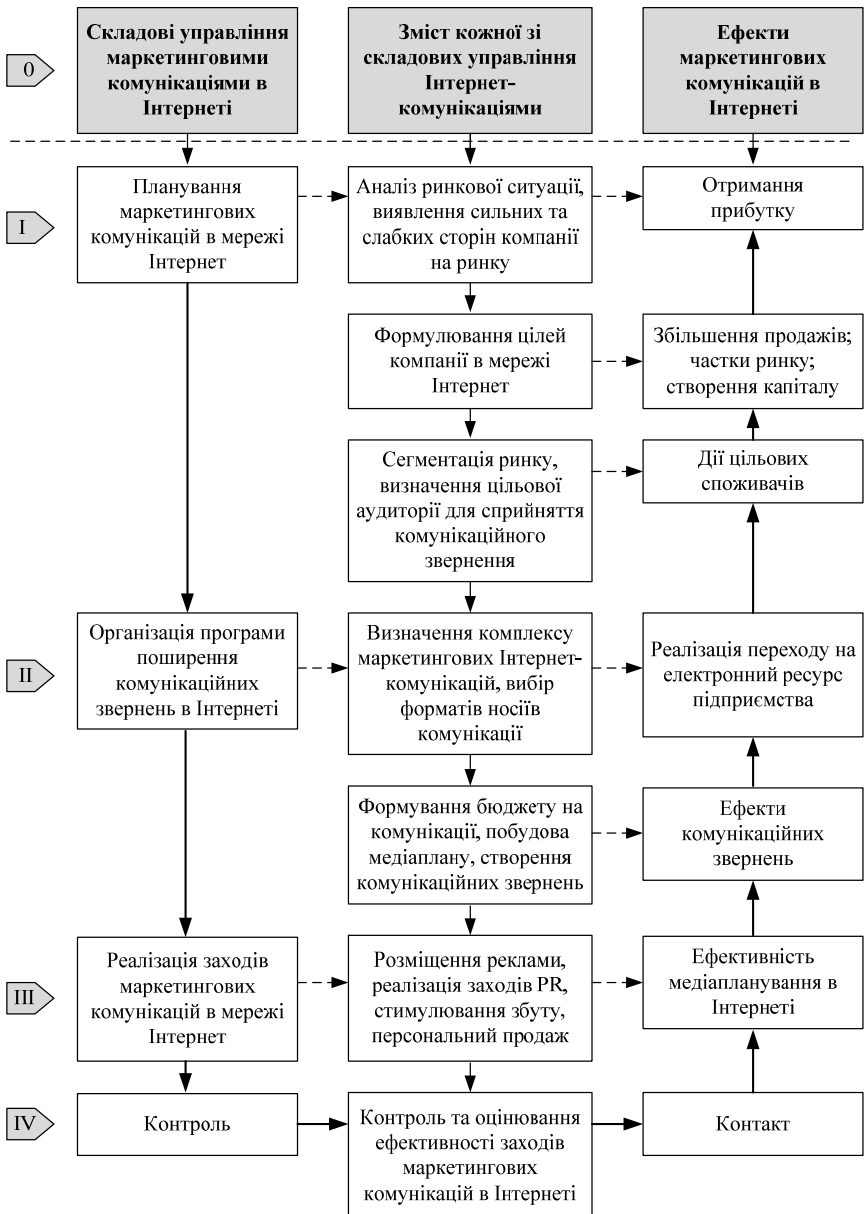 0
Складові управління
маркетинговими
комунікаціями в
Інтернеті
Зміст кожної зі
складових управління
Інтернет-
комунікаціями
Ефекти
маркетингових
комунікацій в
Інтернеті
I
Планування
маркетингових
комунікацій в мережі
Інтернет
Аналіз ринкової ситуації,
виявлення сильних та
слабких сторін компанії
на ринку
Отримання
прибутку
Формулювання цілей
компанії в мережі
Інтернет
Збільшення продажів;
частки ринку;
створення капіталу
Сегментація ринку,
визначення цільової
аудиторії для сприйняття
комунікаційного
звернення
Дії цільових
споживачів
II
Організація програми
поширення
комунікаційних
звернень в Інтернеті
Визначення комплексу
маркетингових Інтернет-
комунікацій, вибір
форматів носіїв
комунікації
Реалізація переходу на
електронний ресурс
підприємства
Формування бюджету на
комунікації, побудова
медіаплану, створення
комунікаційних звернень
Ефекти
комунікаційних
звернень
III
Реалізація заходів
маркетингових
комунікацій в мережі
Інтернет
Розміщення реклами,
реалізація заходів PR,
стимулювання збуту,
персональний продаж
Ефективність
медіапланування в
Інтернеті
IV
Контроль
Контроль та оцінювання
ефективності заходів
маркетингових
комунікацій в Інтернеті
Контакт